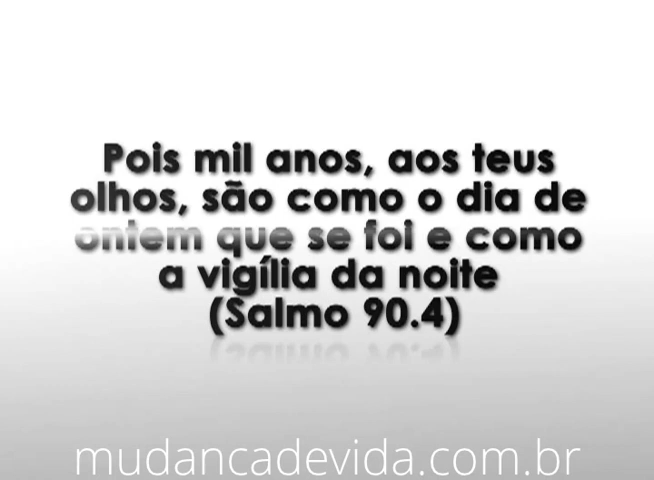 Pois mil anos, aos teus
olhos, são como o dia de
ontem que se foi e como
a vigília da noite
(Salmo 90.4)
mudancadevida.com.br